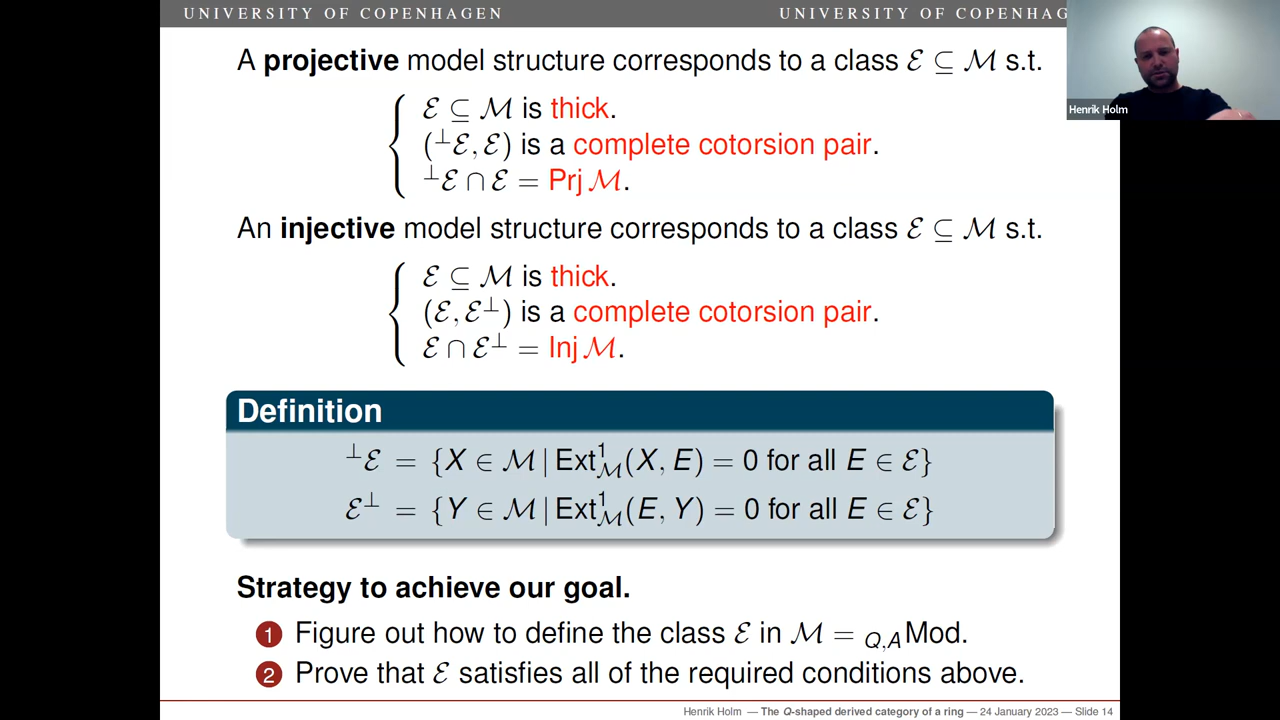 UNIVERSITY OF COPENHAGEN UNIVERSITY OF COPENHAG
A projective model structure corresponds to a class ℰ ⊆ ℳ s.t.
ℰ ⊆ ℳ is thick.
(⊥ℰ, ℰ) is a complete cotorsion pair.
⊥ℰ ∩ ℰ = Prj ℳ.
An injective model structure corresponds to a class ℰ ⊆ ℳ s.t.
ℰ ⊆ ℳ is thick.
(ℰ, ℰ⊥) is a complete cotorsion pair.
ℰ ∩ ℰ⊥ = Inj ℳ.
Definition
⊥ℰ = {X ∈ ℳ | Ext¹ℳ(X, E) = 0 for all E ∈ ℰ}
ℰ⊥ = {Y ∈ ℳ | Ext¹ℳ(E, Y) = 0 for all E ∈ ℰ}
Strategy to achieve our goal.
1 Figure out how to define the class ℰ in ℳ = Q,A Mod.
2 Prove that ℰ satisfies all of the required conditions above.
Henrik Holm — The Q-shaped derived category of a ring — 24 January 2023 — Slide 14
Henrik Holm